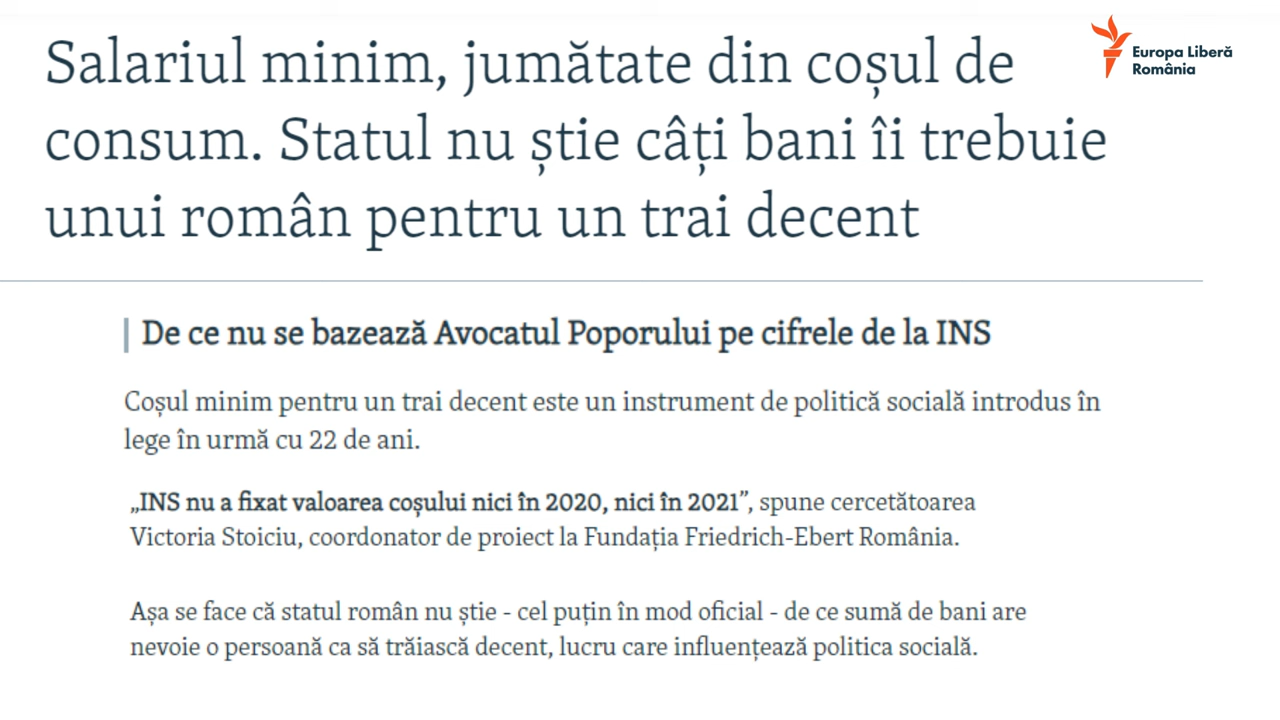 Salariul minim, jumătate din coșul de
consum. Statul nu știe câți bani îi trebuie
unui român pentru un trai decent
Europa Liberă
România
De ce nu se bazează Avocatul Poporului pe cifrele de la INS
Coșul minim pentru un trai decent este un instrument de politică socială introdus în
lege în urmă cu 22 de ani.
„INS nu a fixat valoarea coșului nici în 2020, nici în 2021”, spune cercetătoarea
Victoria Stoiciu, coordonator de proiect la Fundația Friedrich-Ebert România.
Așa se face că statul român nu știe - cel puțin în mod oficial - de ce sumă de bani are
nevoie o persoană ca să trăiască decent, lucru care influențează politica socială.